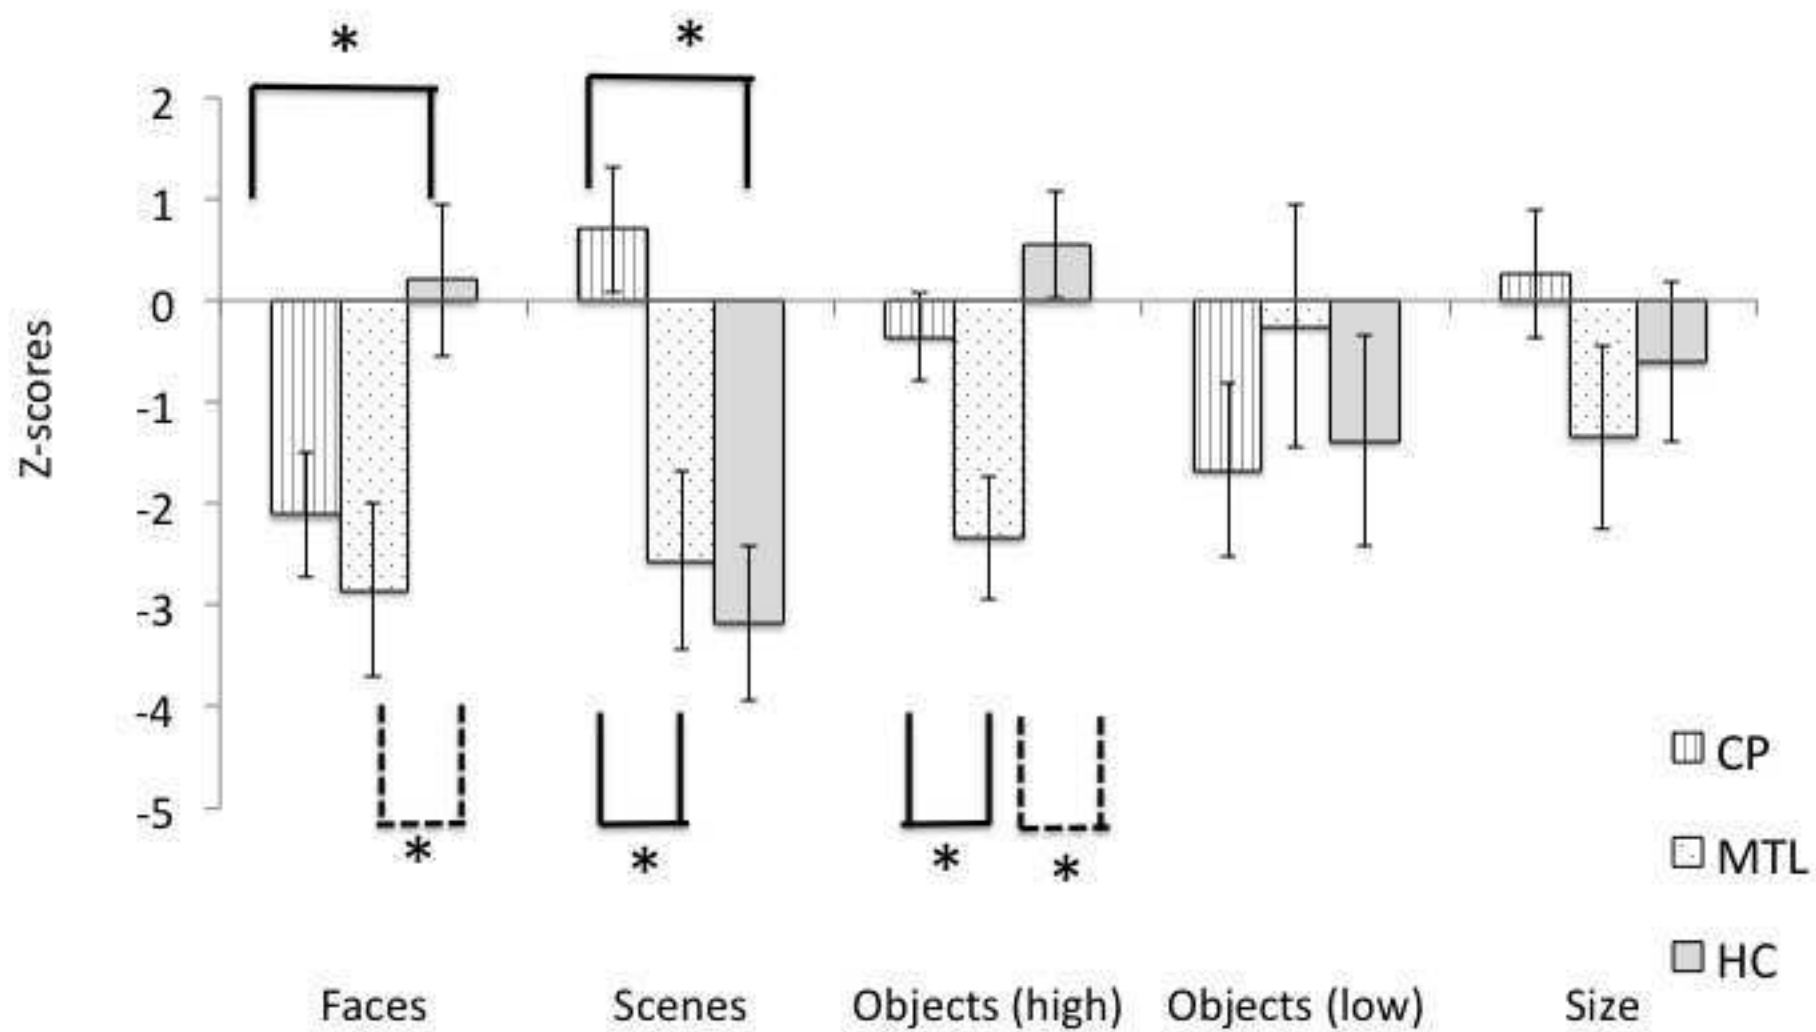 *
*
2
1
0
-1
-2
-3
-4
-5
Z-scores
*
*
*
*
CP
MTL
HC
Faces
Scenes
Objects (high)
Objects (low)
Size